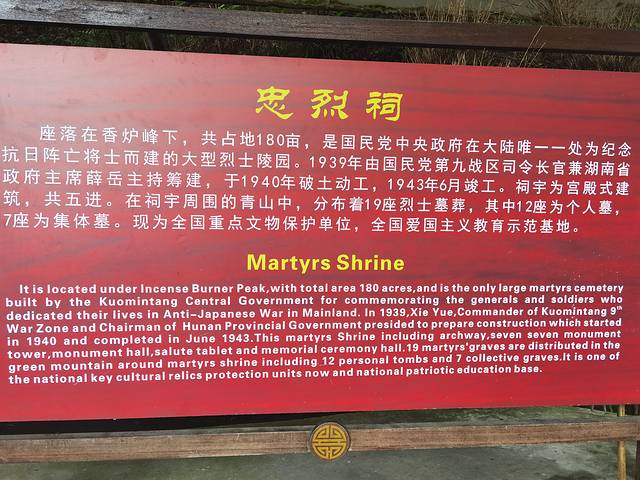 忠烈祠
座落在香炉峰下，共占地180亩，是国民党中央政府在大陆唯一一处为纪念
抗日阵亡将士而建的大型烈士陵园。1939年由国民党第九战区司令长官兼湖南省
政府主席薛岳主持筹建，于1940年破土动工，1943年6月竣工。祠宇为宫殿式建
筑，共五进。在祠宇周围的青山中，分布着19座烈士墓葬，其中12座为个人墓，
7座为集体墓。现为全国重点文物保护单位，全国爱国主义教育示范基地。
Martyrs Shrine
It is located under Incense Burner Peak,with total area 180 acres,and is the only large martyrs cemetery
built by the Kuomintang Central Government for commemorating the generals and soldiers who
dedicated their lives in Anti-Japanese War in Mainland. In 1939,Xie Yue,Commander of Kuomintang 9th
War Zone and Chairman of Hunan Provincial Government presided to prepare construction which started
in 1940 and completed in June 1943.This martyrs Shrine including archway,seven seven monument
tower,monument hall,salute tablet and memorial ceremony hall.19 martyrs'graves are distributed in the
green mountain around martyrs shrine including 12 personal tombs and 7 collective graves.It is one of
the national key cultural relics protection units now and national patriotic education base.